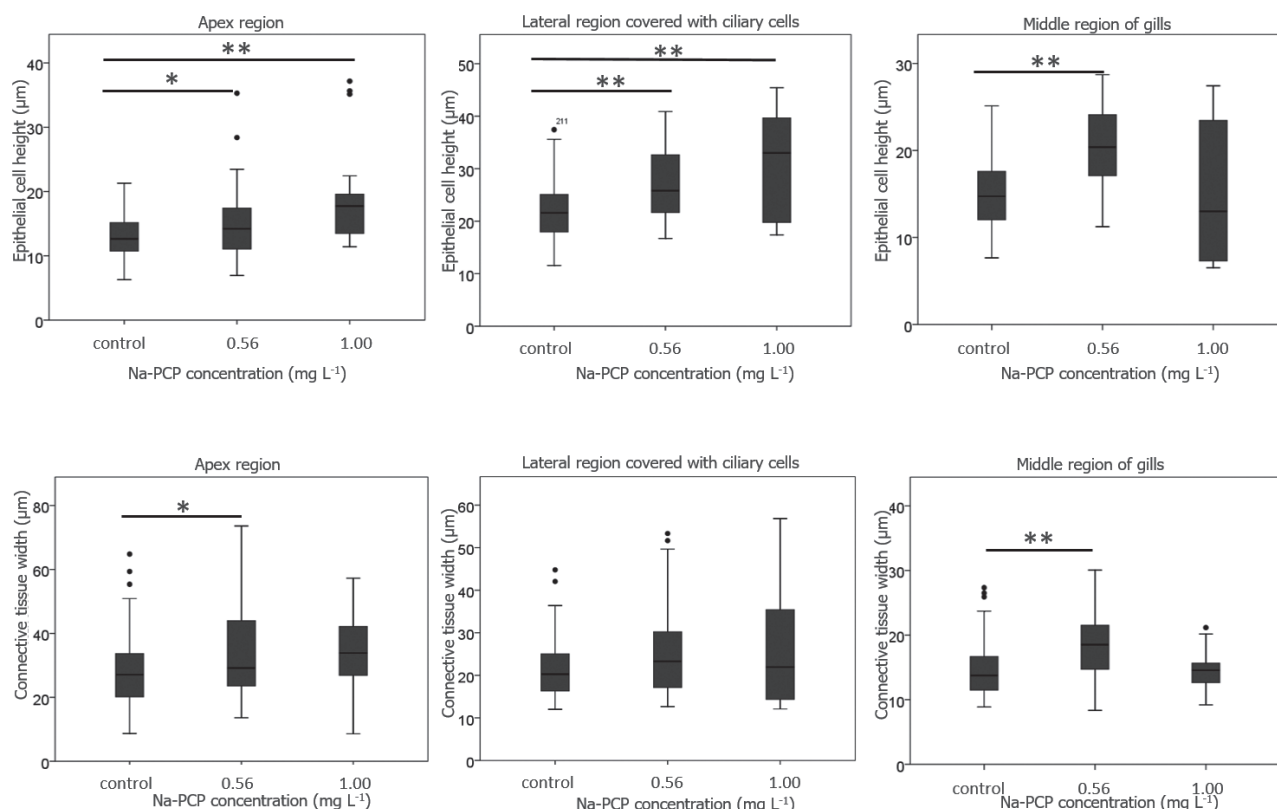 Apex region
Epithelial cell height (µm)
40
30
20
10
0
* **
control 0.56 1.00
Na-PCP concentration (mg L⁻¹)
Lateral region covered with ciliary cells
Epithelial cell height (µm)
50
40
30
20
10
0
** **
211
control 0.56 1.00
Na-PCP concentration (mg L⁻¹)
Middle region of gills
Epithelial cell height (µm)
30
20
10
0
**
control 0.56 1.00
Na-PCP concentration (mg L⁻¹)
Apex region
Connective tissue width (µm)
80
60
40
20
0
*
control 0.56 1.00
Na-PCP concentration (mg L⁻¹)
Lateral region covered with ciliary cells
Connective tissue width (µm)
60
50
40
30
20
10
0
control 0.56 1.00
Na-PCP concentration (mg L⁻¹)
Middle region of gills
Connective tissue width (µm)
40
30
20
10
0
**
control 0.56 1.00
Na-PCP concentration (mg L⁻¹)